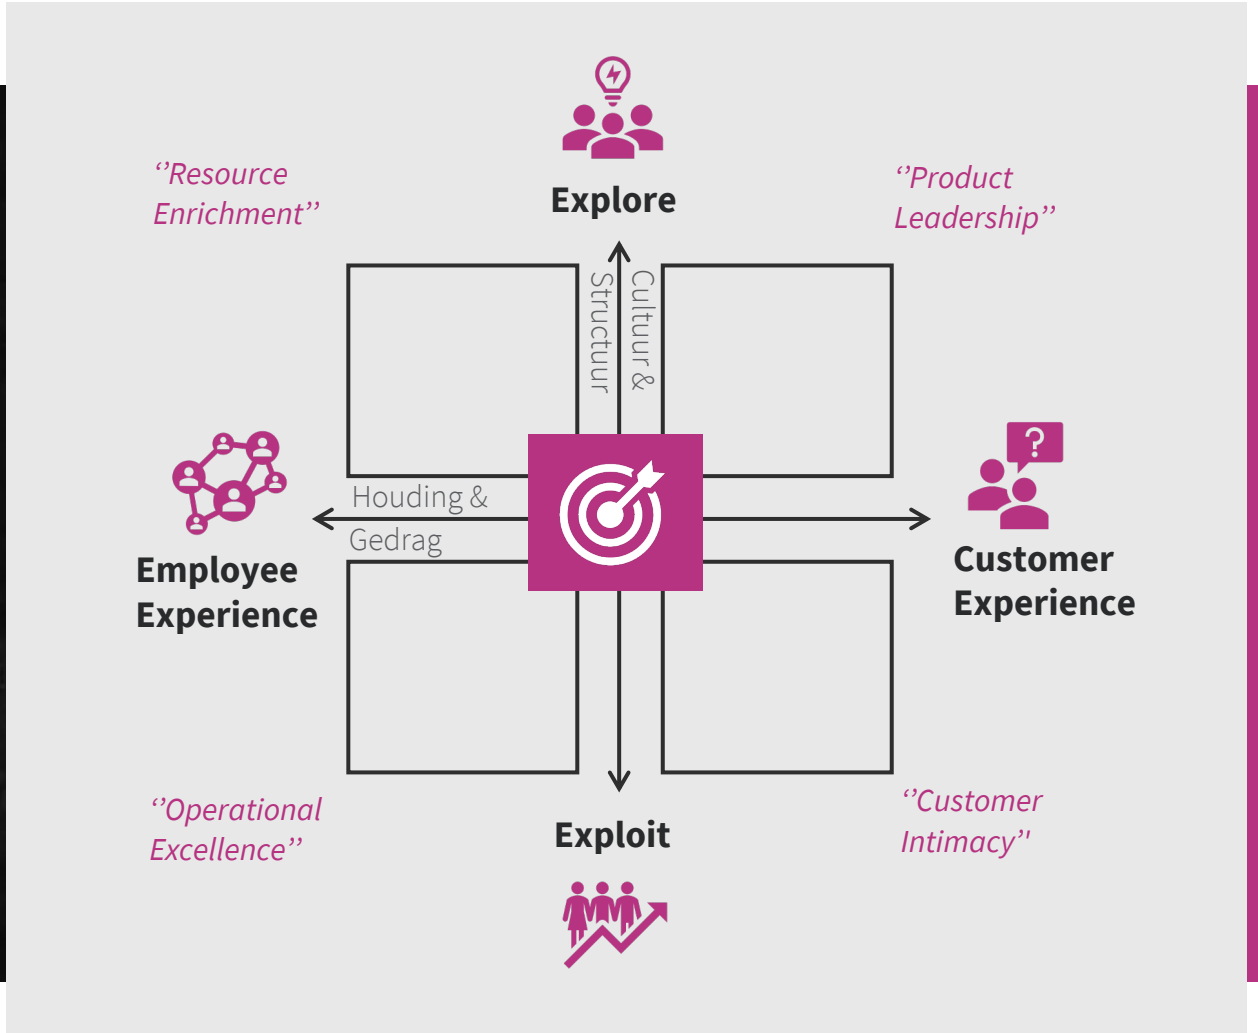 ‘’Resource
Enrichment’’
Explore
‘’Product
Leadership’’
Structuur
Cultuur &
Houding &
Gedrag
?
Employee
Experience
Customer
Experience
‘’Operational
Excellence’’
Exploit
‘’Customer
Intimacy’'